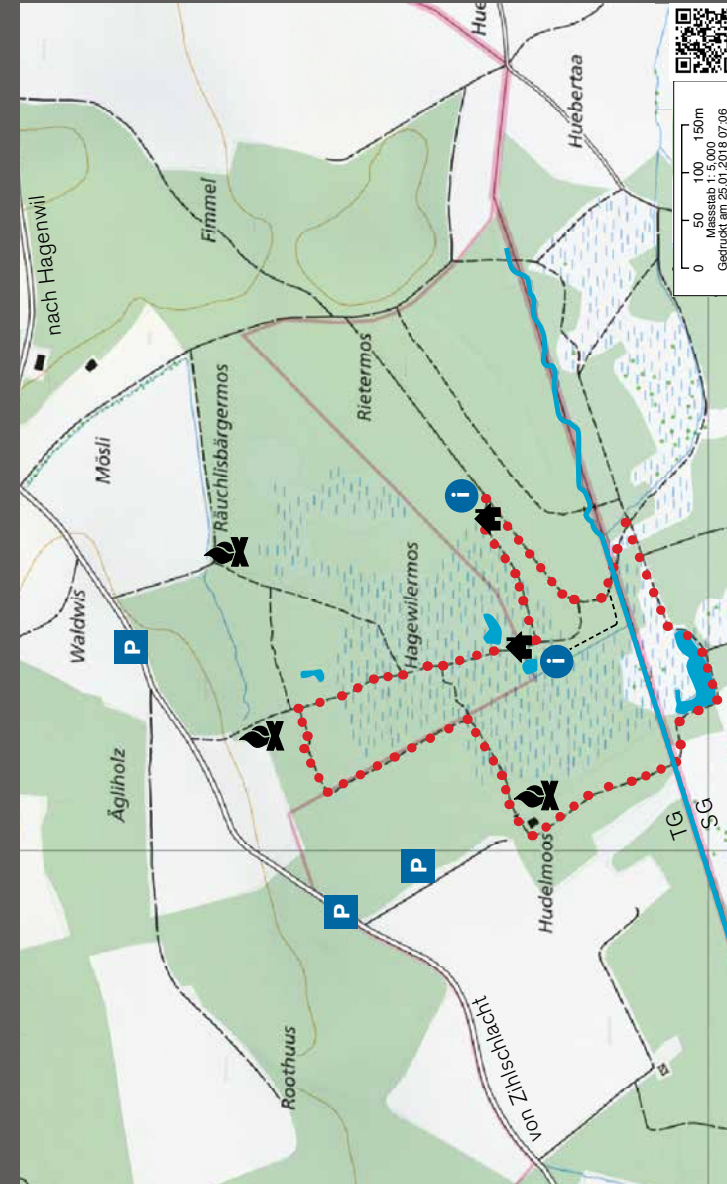 nach Hagenwil
Hue
Fimmel
Huebertaa
Mösli
Räuchlisbärgermos
Rietermos
Waldwis
P
Hagewilermos
i
i
Ägliholz
P
P
Hudelmoos
TG
SG
Roothuus
von Zihlschlacht
0 50 100 150m
Massstab 1: 5,000
Gedruckt am 25.01.2018 07:06